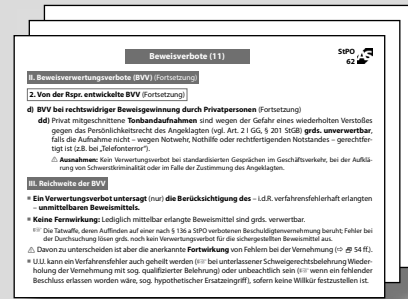 Beweisverbote (11)
StPO
62
II. Beweisverwertungsverbote (BVV) (Fortsetzung)
2. Von der Rspr. entwickelte BVV (Fortsetzung)
d) BVV bei rechtswidriger Beweisgewinnung durch Privatpersonen (Fortsetzung)
dd) Privat mitgeschnittene Tonbandaufnahmen sind wegen der Gefahr eines wiederholten Verstoßes
gegen das Persönlichkeitsrecht des Angeklagten (vgl. Art. 2 I GG, § 201 StGB) grds. unverwertbar,
falls die Aufnahme nicht – wegen Notwehr, Nothilfe oder rechtfertigenden Notstandes – gerechtfer-
tigt ist (z.B. bei „Telefonterror").
⚠ Ausnahmen: Kein Verwertungsverbot bei standardisierten Gesprächen im Geschäftsverkehr, bei der Aufklä-
rung von Schwerstkriminalität oder im Falle der Zustimmung des Angeklagten.
III. Reichweite der BVV
▪ Ein Verwertungsverbot untersagt (nur) die Berücksichtigung des – i.d.R. verfahrensfehlerhaft erlangten
– unmittelbaren Beweismittels.
▪ Keine Fernwirkung: Lediglich mittelbar erlangte Beweismittel sind grds. verwertbar.
☞ Die Tatwaffe, deren Auffinden auf einer nach § 136 a StPO verbotenen Beschuldigtenvernehmung beruht; Fehler bei
der Durchsuchung lösen grds. noch kein Verwertungsverbot für die sichergestellten Beweismittel aus.
⚠ Davon zu unterscheiden ist aber die anerkannte Fortwirkung von Fehlern bei der Vernehmung (⇨ 54 ff.).
▪ U.U. kann ein Verfahrensfehler auch geheilt werden (☞ bei unterlassener Schweigerechtsbelehrung Wieder-
holung der Vernehmung mit sog. qualifizierter Belehrung) oder unbeachtlich sein (☞ wenn ein fehlender
Beschluss erlassen worden wäre, sog. hypothetischer Ersatzeingriff), sofern keine Willkür festzustellen ist.